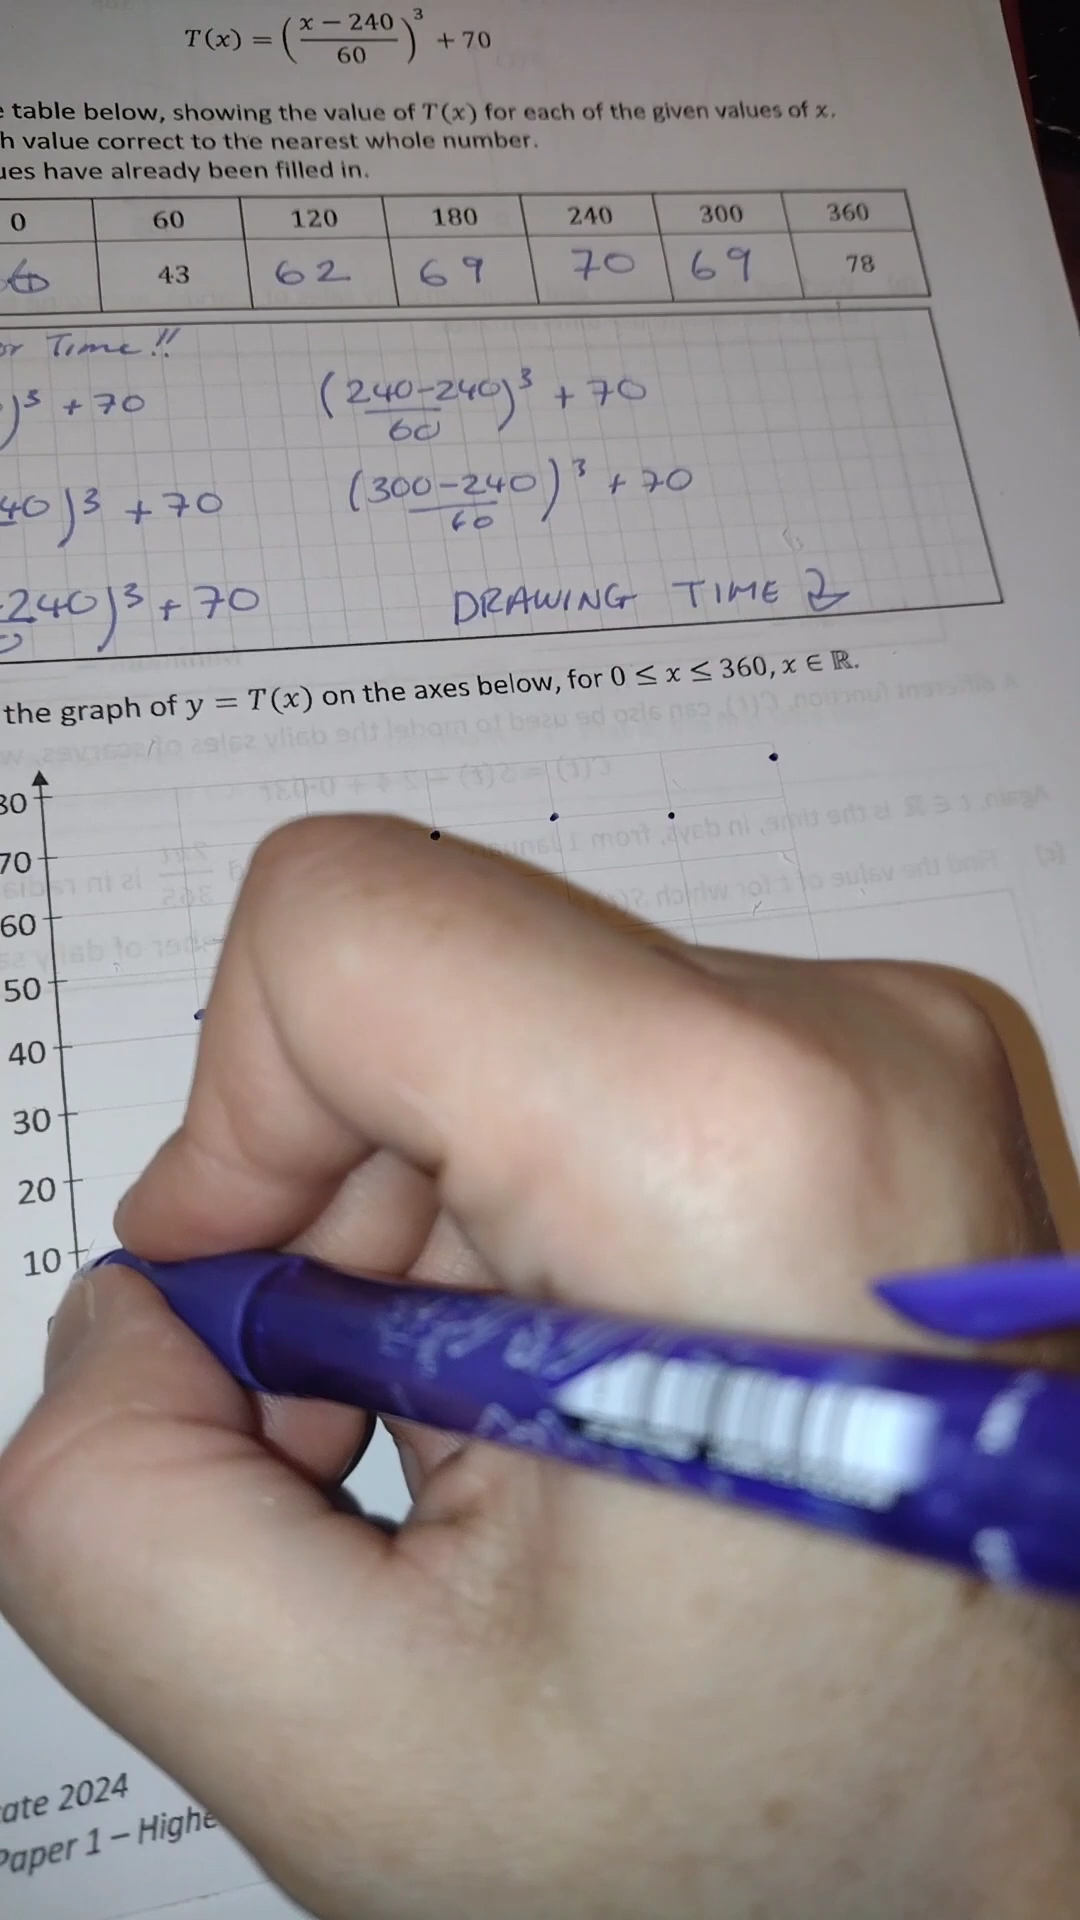 T(x) = (x − 240 / 60)³ + 70
table below, showing the value of T(x) for each of the given values of x.
value correct to the nearest whole number.
have already been filled in.
0 60 120 180 240 300 360
6 43 62 69 70 69 78
Time!!
)³ + 70 (240-240 / 60)³ + 70
40)³ + 70 (300-240 / 60)³ + 70
-240)³ + 70 DRAWING TIME
the graph of y = T(x) on the axes below, for 0 ≤ x ≤ 360, x ∈ ℝ.
80
70
60
50
40
30
20
10
2024
Paper 1 – Highe